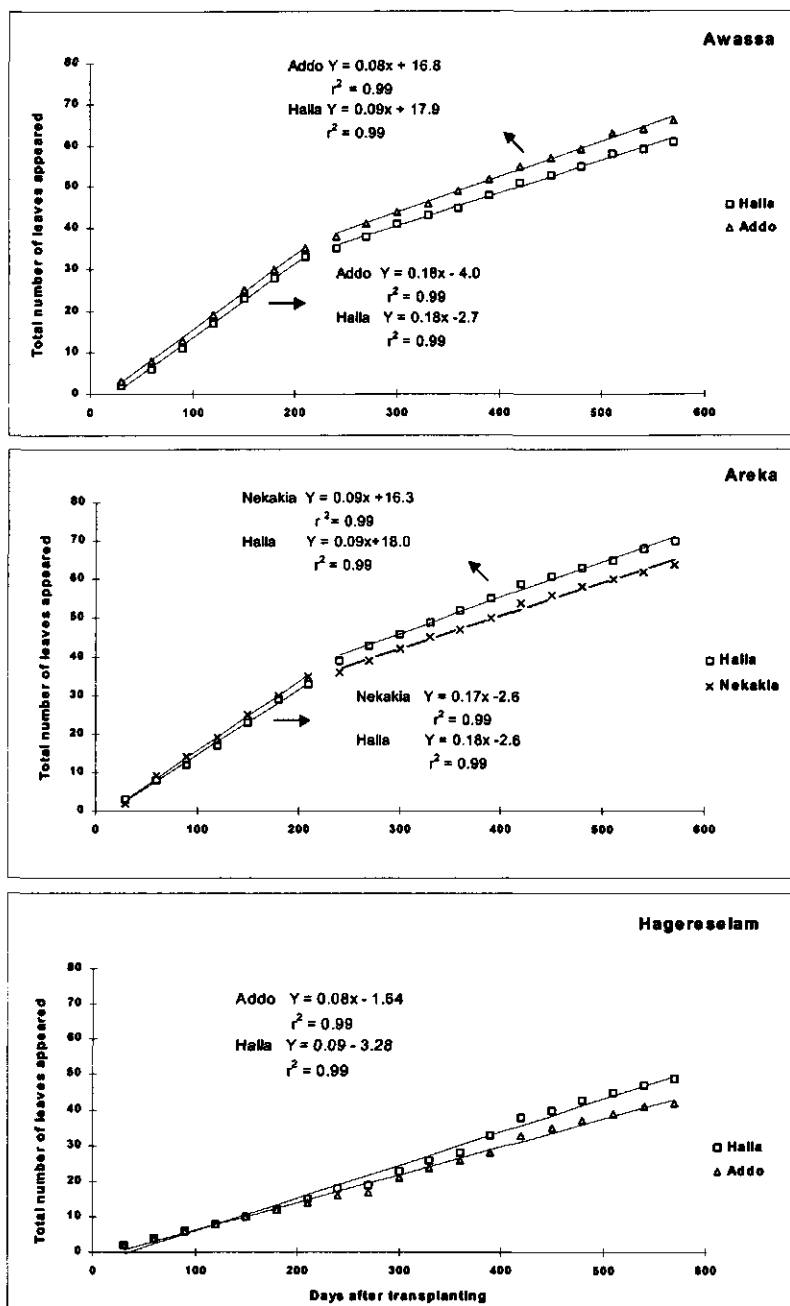 Awassa
80
70
60
50
40
30
20
10
0
Total number of leaves appeared
Addo Y = 0.08x + 16.8
r² = 0.99
Halla Y = 0.09x + 17.9
r² = 0.99
Addo Y = 0.18x - 4.0
r² = 0.99
Halla Y = 0.18x -2.7
r² = 0.99
Halla
Addo
0 100 200 300 400 500 600
Areka
80
70
60
50
40
30
20
10
0
Total number of leaves appeared
Nekakia Y = 0.09x +16.3
r² = 0.99
Halla Y = 0.09x+18.0
r² = 0.99
Nekakia Y = 0.17x -2.6
r² = 0.99
Halla Y = 0.18x -2.6
r² = 0.99
Halla
Nekakia
0 100 200 300 400 500 600
Hagereselam
80
70
60
50
40
30
20
10
0
Total number of leaves appeared
Addo Y = 0.08x - 1.64
r² = 0.99
Halla Y = 0.09 - 3.28
r² = 0.99
Halla
Addo
0 100 200 300 400 500 600
Days after transplanting